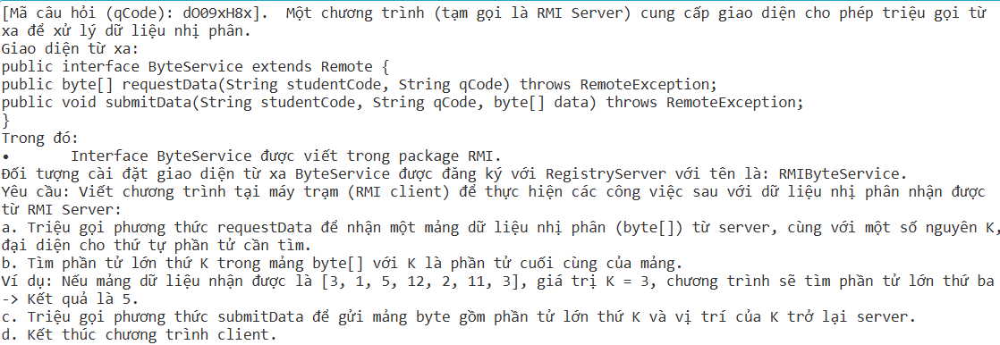 [Mã câu hỏi (qCode): dO09xH8x].  Một chương trình (tạm gọi là RMI Server) cung cấp giao diện cho phép triệu gọi từ
xa để xử lý dữ liệu nhị phân.
Giao diện từ xa:
public interface ByteService extends Remote {
public byte[] requestData(String studentCode, String qCode) throws RemoteException;
public void submitData(String studentCode, String qCode, byte[] data) throws RemoteException;
}
Trong đó:
•	Interface ByteService được viết trong package RMI.
Đối tượng cài đặt giao diện từ xa ByteService được đăng ký với RegistryServer với tên là: RMIByteService.
Yêu cầu: Viết chương trình tại máy trạm (RMI client) để thực hiện các công việc sau với dữ liệu nhị phân nhận được
từ RMI Server:
a. Triệu gọi phương thức requestData để nhận một mảng dữ liệu nhị phân (byte[]) từ server, cùng với một số nguyên K,
đại diện cho thứ tự phần tử cần tìm.
b. Tìm phần tử lớn thứ K trong mảng byte[] với K là phần tử cuối cùng của mảng.
Ví dụ: Nếu mảng dữ liệu nhận được là [3, 1, 5, 12, 2, 11, 3], giá trị K = 3, chương trình sẽ tìm phần tử lớn thứ ba
-> Kết quả là 5.
c. Triệu gọi phương thức submitData để gửi mảng byte gồm phần tử lớn thứ K và vị trí của K trở lại server.
d. Kết thúc chương trình client.